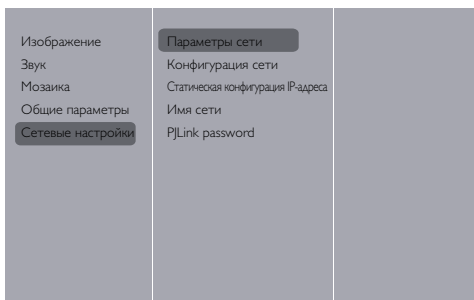 Изображение
Звук
Мозаика
Общие параметры
Сетевые настройки
Параметры сети
Конфигурация сети
Статическая конфигурация IP-адреса
Имя сети
PJLink password